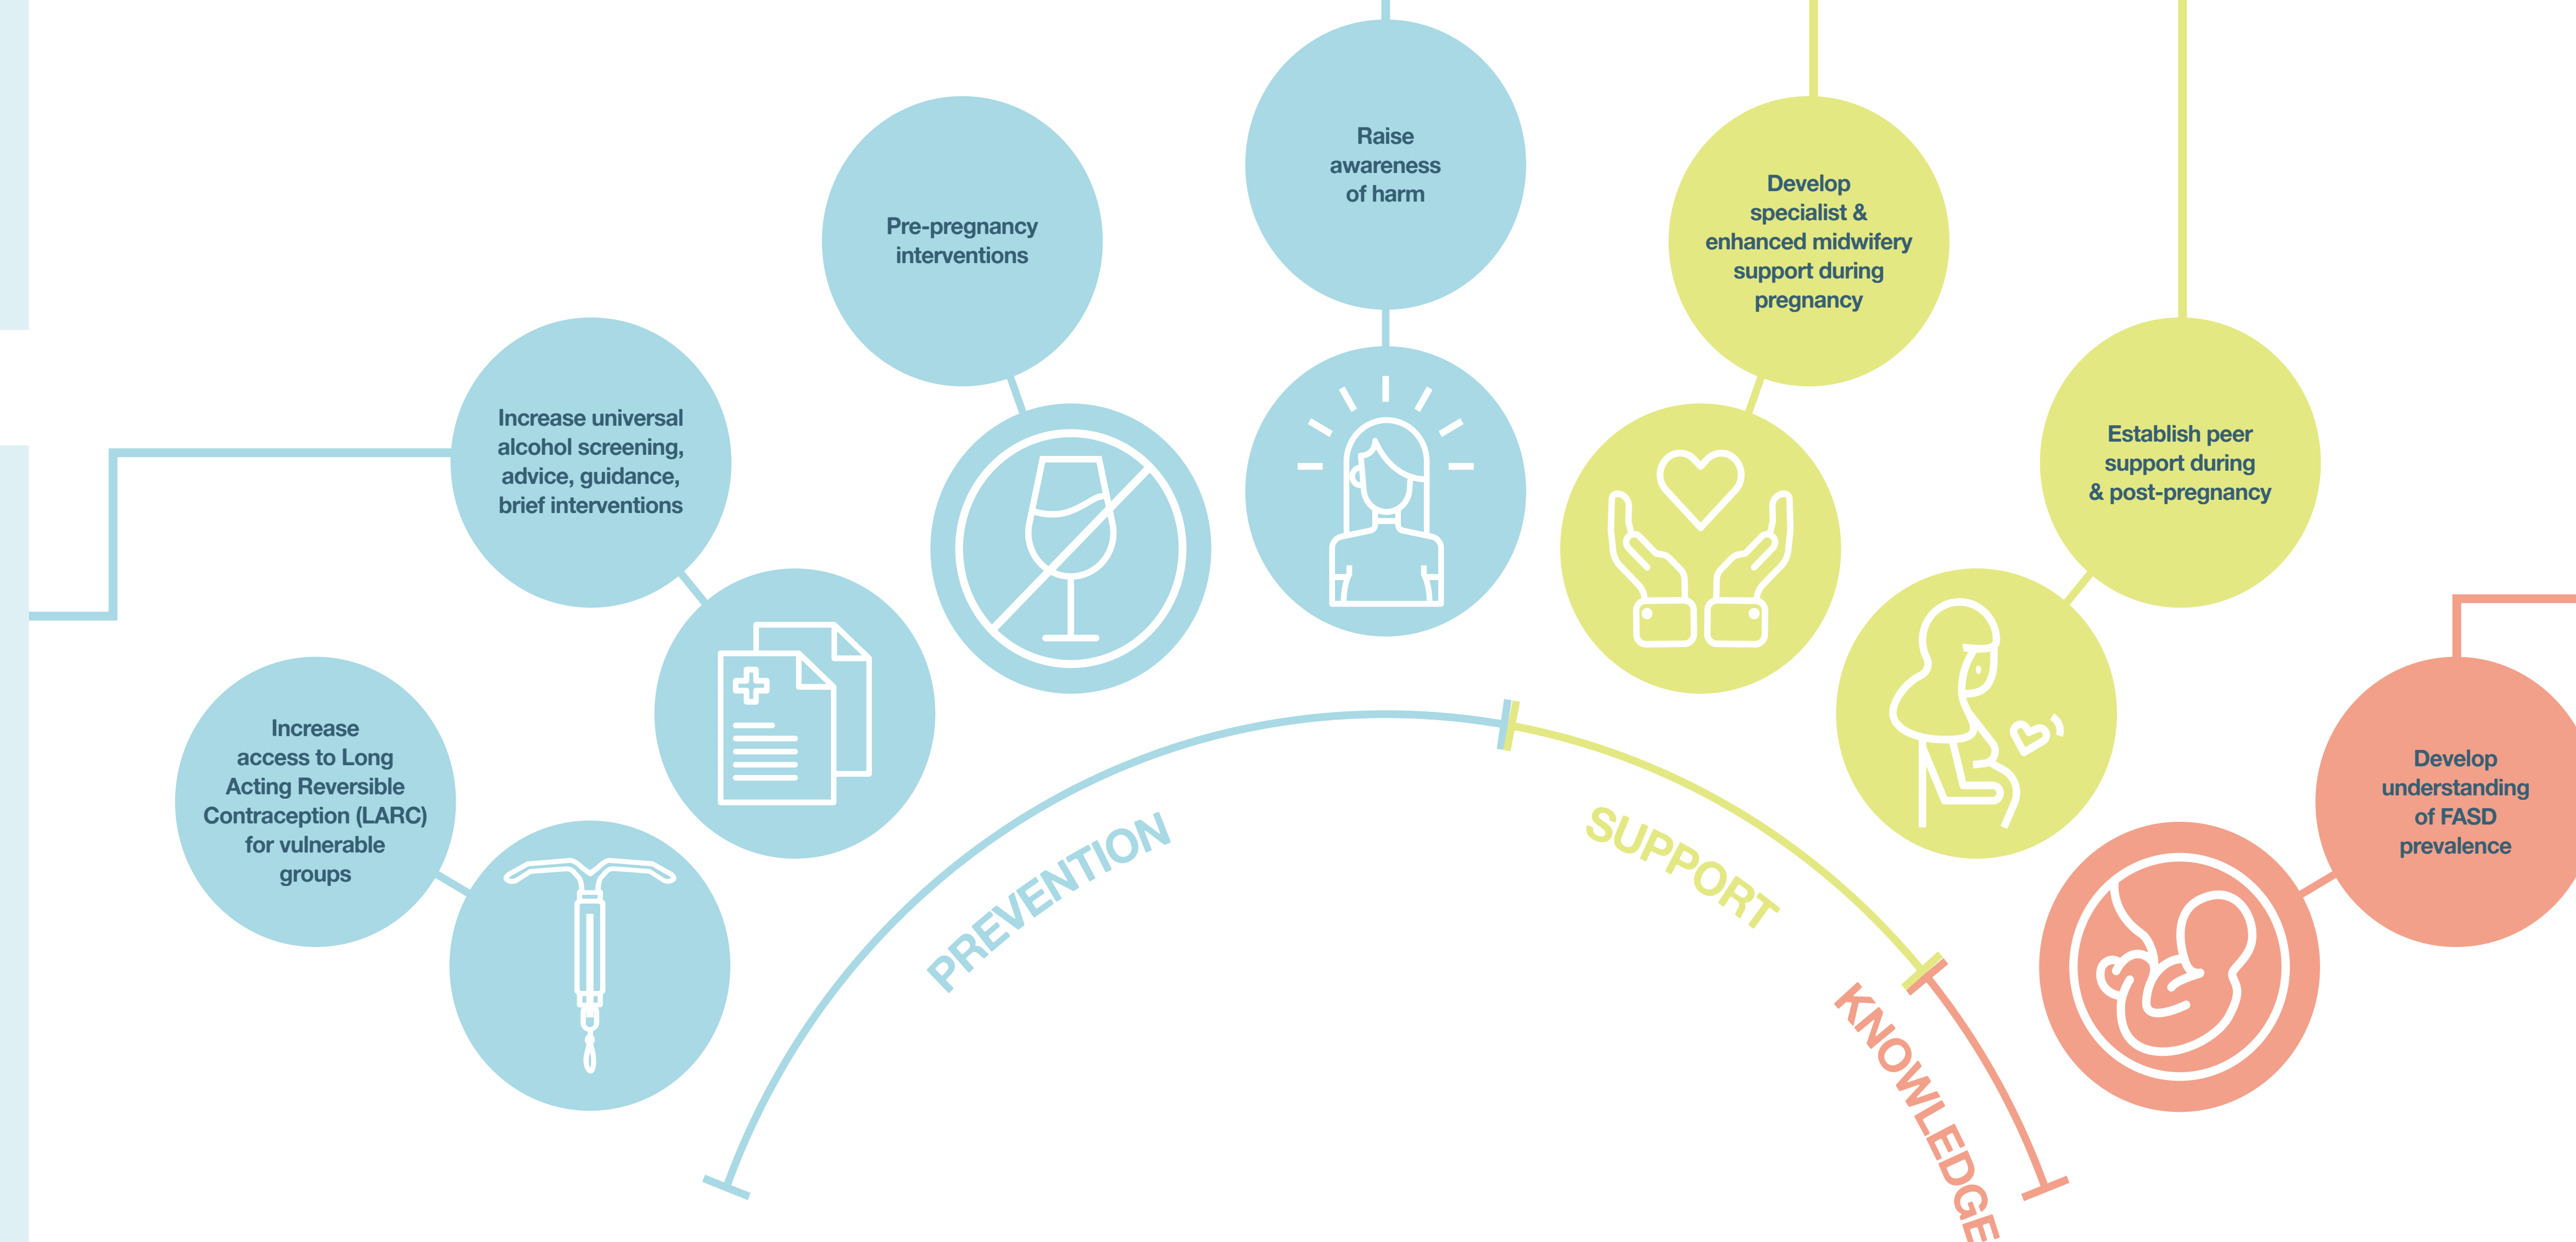 Increase
access to Long
Acting Reversible
Contraception (LARC)
for vulnerable
groups
Increase universal
alcohol screening,
advice, guidance,
brief interventions
Pre-pregnancy
interventions
Raise
awareness
of harm
Develop
specialist &
enhanced midwifery
support during
pregnancy
Establish peer
support during
& post-pregnancy
Develop
understanding
of FASD
prevalence
PREVENTION
SUPPORT
KNOWLEDGE